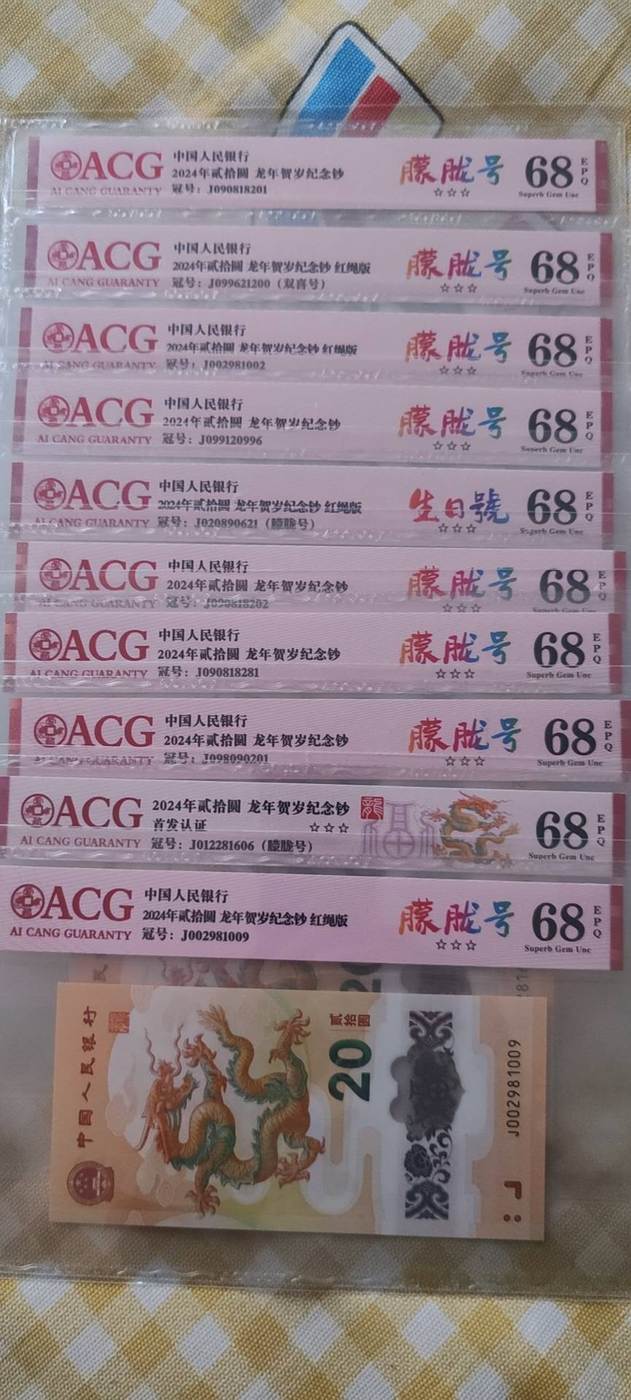 ACG
AI CANG GUARANTY
中国人民银行
2024年贰拾圆 龙年贺岁纪念钞
冠号：J090818201
朦胧号
☆☆☆
68
EPQ
Superb Gem Unc
ACG
AI CANG GUARANTY
中国人民银行
2024年贰拾圆 龙年贺岁纪念钞 红绳版
冠号：J099621200（双喜号）
朦胧号
☆☆☆
68
EPQ
Superb Gem Unc
ACG
AI CANG GUARANTY
中国人民银行
2024年贰拾圆 龙年贺岁纪念钞 红绳版
冠号：J002981002
朦胧号
☆☆☆
68
EPQ
Superb Gem Unc
ACG
AI CANG GUARANTY
中国人民银行
2024年贰拾圆 龙年贺岁纪念钞
冠号：J099120996
朦胧号
☆☆☆
68
EPQ
Superb Gem Unc
ACG
AI CANG GUARANTY
中国人民银行
2024年贰拾圆 龙年贺岁纪念钞 红绳版
冠号：J020890621（朦胧号）
生日號
☆☆☆
68
EPQ
Superb Gem Unc
ACG
AI CANG GUARANTY
中国人民银行
2024年贰拾圆 龙年贺岁纪念钞
冠号：J090818202
朦胧号
☆☆☆
68
EPQ
Superb Gem Unc
ACG
AI CANG GUARANTY
中国人民银行
2024年贰拾圆 龙年贺岁纪念钞
冠号：J090818281
朦胧号
☆☆☆
68
EPQ
Superb Gem Unc
ACG
AI CANG GUARANTY
中国人民银行
2024年贰拾圆 龙年贺岁纪念钞
冠号：J098090201
朦胧号
☆☆☆
68
EPQ
Superb Gem Unc
ACG
AI CANG GUARANTY
2024年贰拾圆 龙年贺岁纪念钞
首发认证 ☆☆☆
冠号：J012281606（朦胧号）
龍
福
68
EPQ
Superb Gem Unc
ACG
AI CANG GUARANTY
中国人民银行
2024年贰拾圆 龙年贺岁纪念钞 红绳版
冠号：J002981009
朦胧号
☆☆☆
68
EPQ
Superb Gem Unc
中国人民银行
贰拾圆
20
J002981009